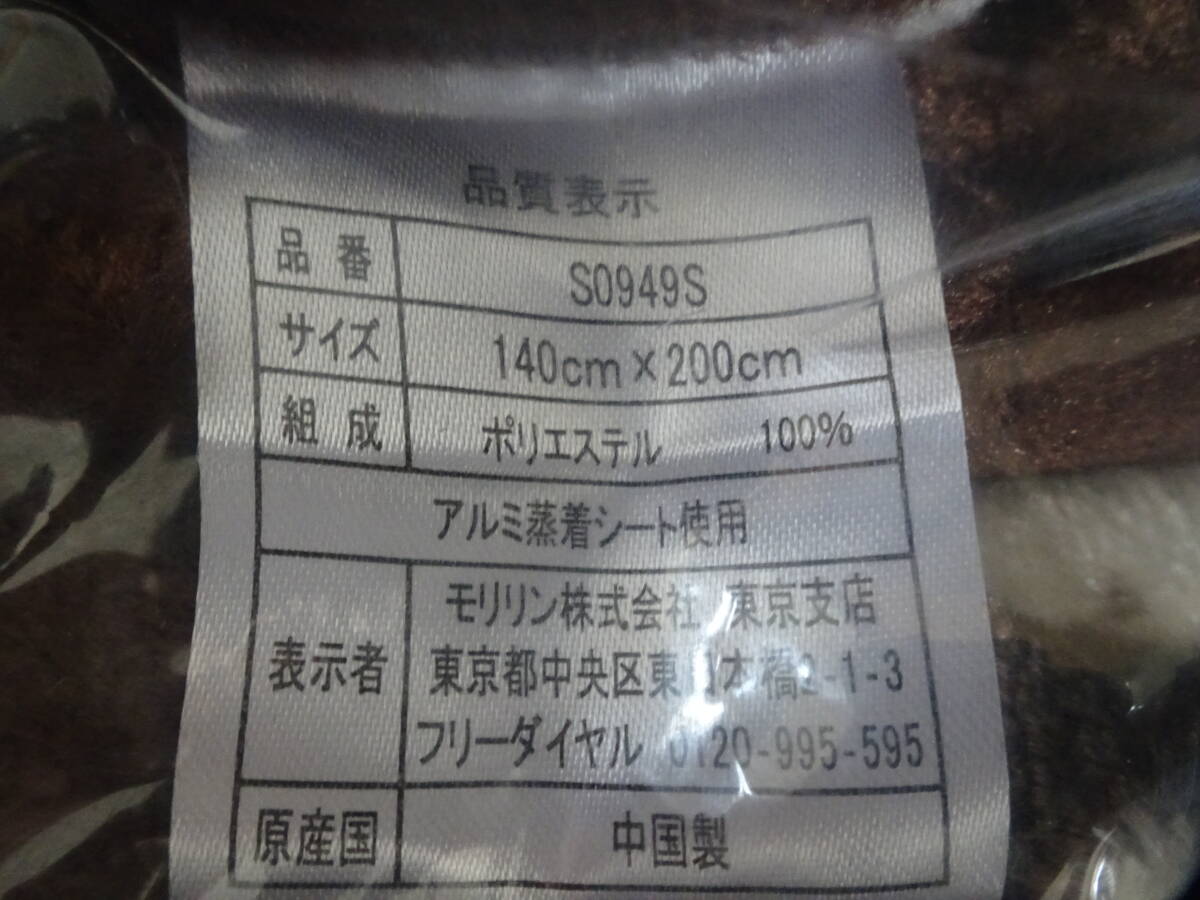 品質表示
品番 S0949S
サイズ 140cm×200cm
組成 ポリエステル 100%
アルミ蒸着シート使用
表示者
モリリン株式会社 東京支店
東京都中央区東日本橋2-1-3
フリーダイヤル 0120-995-595
原産国 中国製